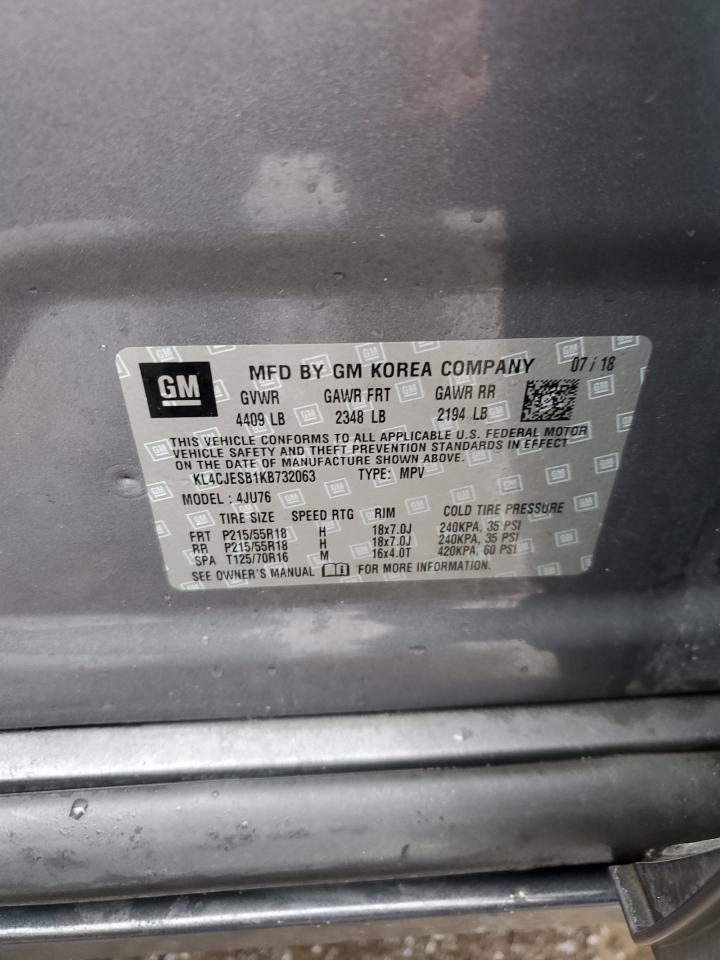 GM MFD BY GM KOREA COMPANY 07/18
GVWR GAWR FRT GAWR RR
4409 LB 2348 LB 2194 LB
THIS VEHICLE CONFORMS TO ALL APPLICABLE U.S. FEDERAL MOTOR
VEHICLE SAFETY AND THEFT PREVENTION STANDARDS IN EFFECT
ON THE DATE OF MANUFACTURE SHOWN ABOVE.
KL4CJESB1KB732063 TYPE: MPV
MODEL : 4JU76
TIRE SIZE SPEED RTG RIM COLD TIRE PRESSURE
FRT P215/55R18 H 18x7.0J 240KPA, 35 PSI
RR P215/55R18 H 18x7.0J 240KPA, 35 PSI
SPA T125/70R16 M 16x4.0T 420KPA, 60 PSI
SEE OWNER'S MANUAL FOR MORE INFORMATION.